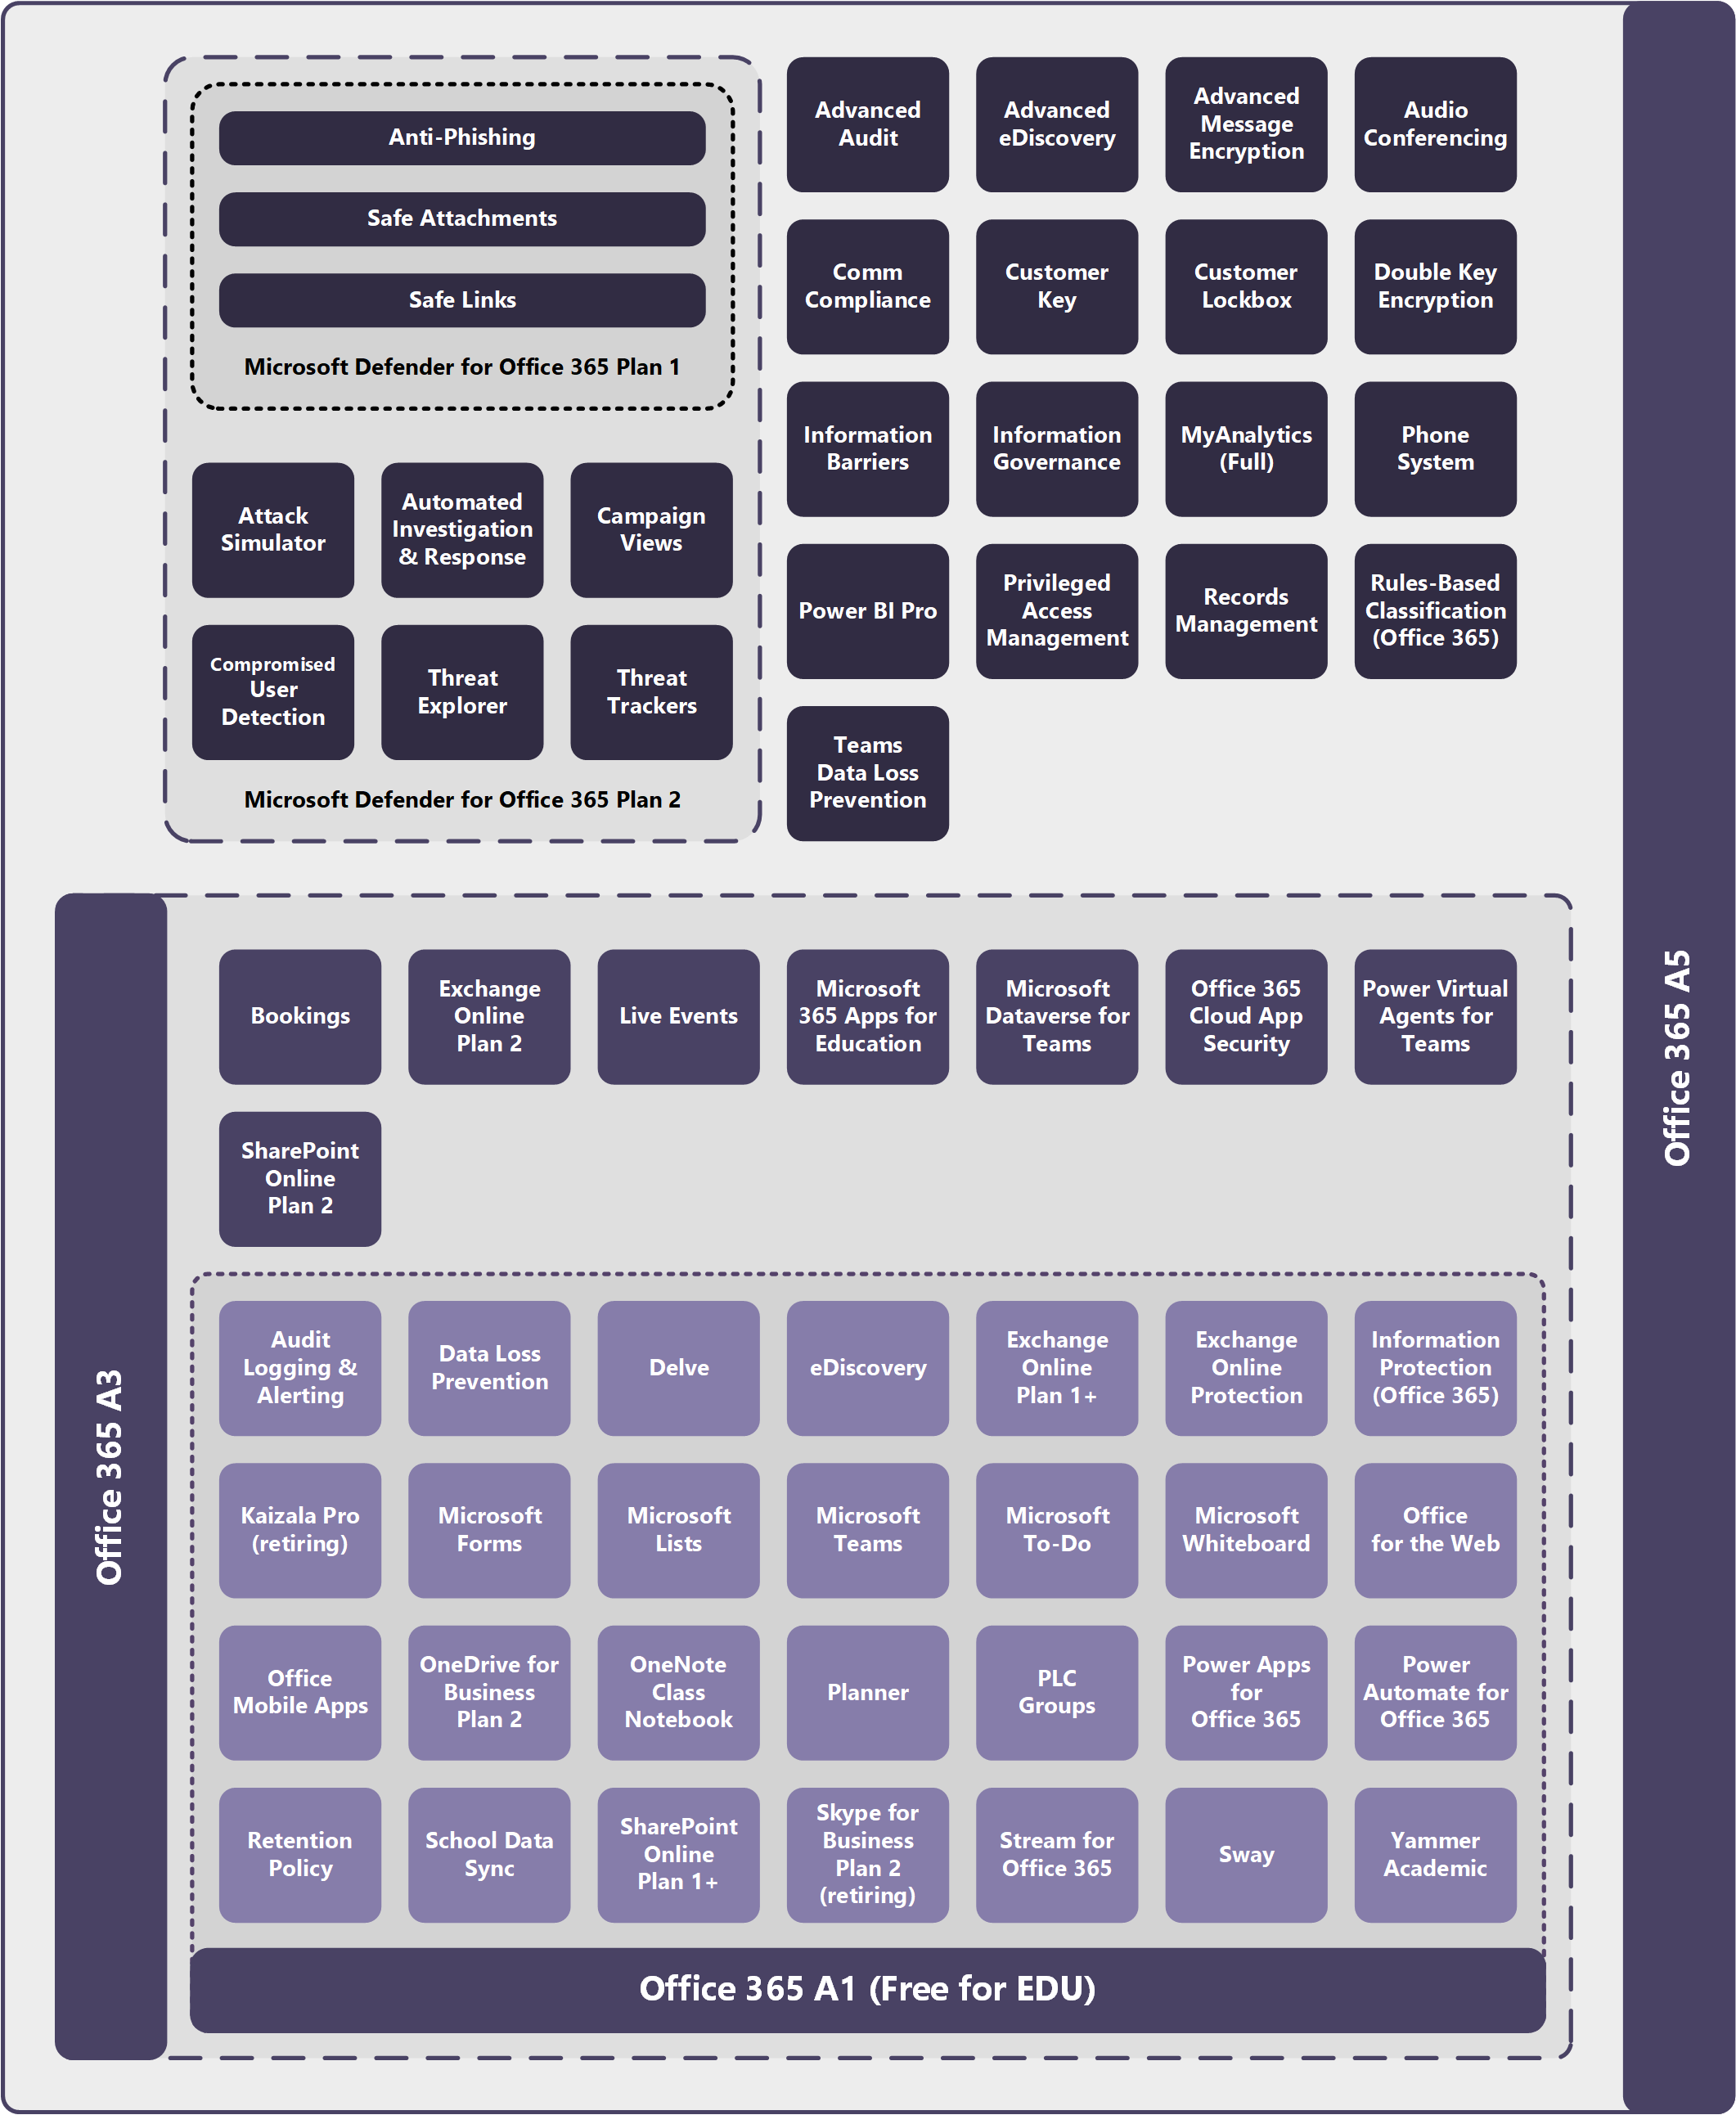 Anti-Phishing
Safe Attachments
Safe Links
Microsoft Defender for Office 365 Plan 1
Attack
Simulator
Automated
Investigation
& Response
Campaign
Views
Compromised
User
Detection
Threat
Explorer
Threat
Trackers
Microsoft Defender for Office 365 Plan 2
Advanced
Audit
Advanced
eDiscovery
Advanced
Message
Encryption
Audio
Conferencing
Comm
Compliance
Customer
Key
Customer
Lockbox
Double Key
Encryption
Information
Barriers
Information
Governance
MyAnalytics
(Full)
Phone
System
Power BI Pro
Privileged
Access
Management
Records
Management
Rules-Based
Classification
(Office 365)
Teams
Data Loss
Prevention
Office 365 A5
Office 365 A3
Bookings
Exchange
Online
Plan 2
Live Events
Microsoft
365 Apps for
Education
Microsoft
Dataverse for
Teams
Office 365
Cloud App
Security
Power Virtual
Agents for
Teams
SharePoint
Online
Plan 2
Audit
Logging &
Alerting
Data Loss
Prevention
Delve
eDiscovery
Exchange
Online
Plan 1+
Exchange
Online
Protection
Information
Protection
(Office 365)
Kaizala Pro
(retiring)
Microsoft
Forms
Microsoft
Lists
Microsoft
Teams
Microsoft
To-Do
Microsoft
Whiteboard
Office
for the Web
Office
Mobile Apps
OneDrive for
Business
Plan 2
OneNote
Class
Notebook
Planner
PLC
Groups
Power Apps
for
Office 365
Power
Automate for
Office 365
Retention
Policy
School Data
Sync
SharePoint
Online
Plan 1+
Skype for
Business
Plan 2
(retiring)
Stream for
Office 365
Sway
Yammer
Academic
Office 365 A1 (Free for EDU)